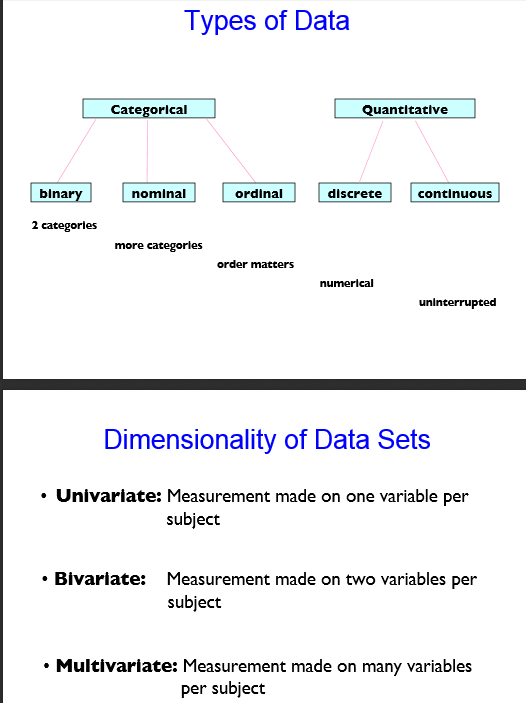 Types of Data
Categorical Quantitative
binary nominal ordinal discrete continuous
2 categories
more categories
order matters
numerical
uninterrupted
Dimensionality of Data Sets
• Univariate: Measurement made on one variable per
subject
• Bivariate: Measurement made on two variables per
subject
• Multivariate: Measurement made on many variables
per subject